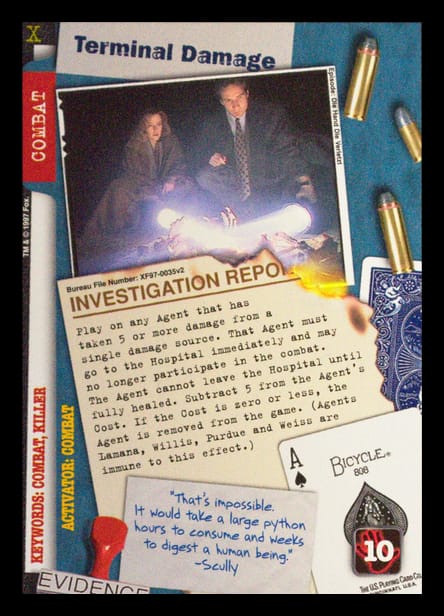 X
Terminal Damage
COMBAT
Episode: Die Hand Die Verletzt
TM & © 1997 Fox.
Bureau File Number: XF97-0035v2
INVESTIGATION REPO
Play on any Agent that has
taken 5 or more damage from a
single damage source. That Agent must
go to the Hospital immediately and may
no longer participate in the combat.
The Agent cannot leave the Hospital until
fully healed. Subtract 5 from the Agent's
Cost. If the Cost is zero or less, the
Agent is removed from the game. (Agents
Lamana, Willis, Purdue and Weiss are
immune to this effect.)
KEYWORDS: COMBAT, KILLER
ACTIVATOR: COMBAT
"That's impossible.
It would take a large python
hours to consume and weeks
to digest a human being."
-Scully
A
BICYCLE®
808
10
THE U.S. PLAYING CARD CO.
CINCINNATI, U.S.A.
EVIDENCE